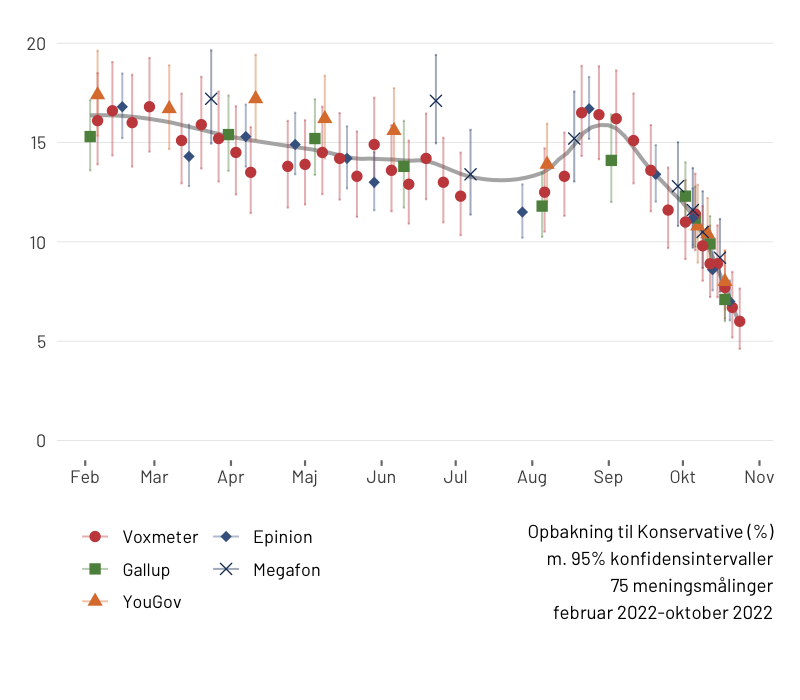 20
15
10
5
0
Feb Mar Apr Maj Jun Jul Aug Sep Okt Nov
Voxmeter Epinion
Gallup Megafon
YouGov
Opbakning til Konservative (%)
m. 95% konfidensintervaller
75 meningsmålinger
februar 2022-oktober 2022